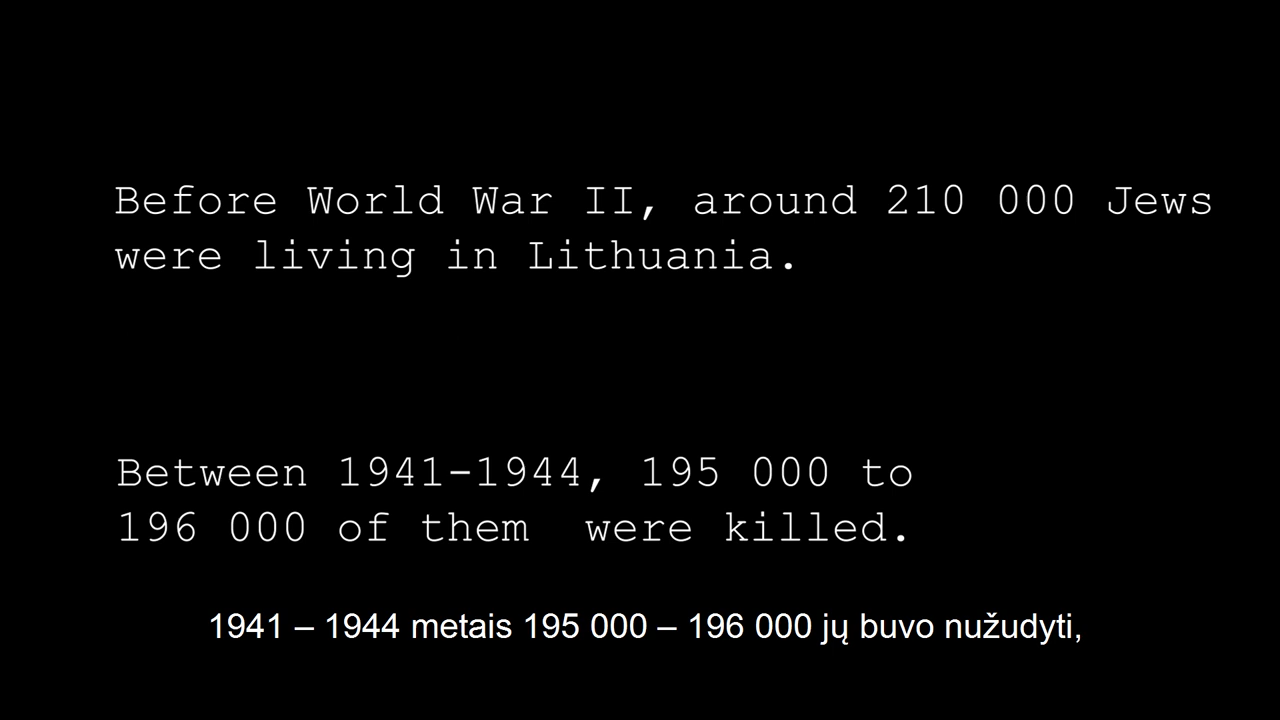 Before World War II, around 210 000 Jews
were living in Lithuania.
Between 1941-1944, 195 000 to
196 000 of them  were killed.
1941 – 1944 metais 195 000 – 196 000 jų buvo nužudyti,